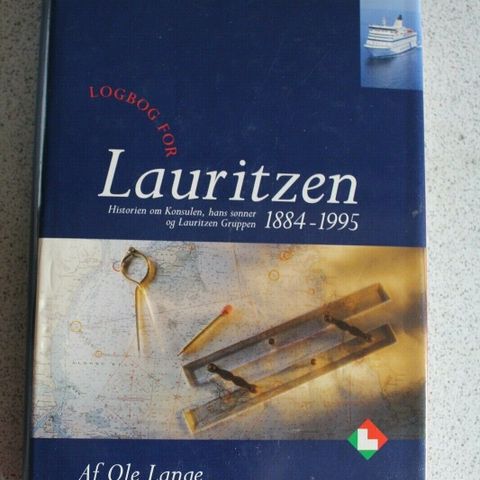 LOGBOG FOR
Lauritzen
Historien om Konsulen, hans sønner
og Lauritzen Gruppen
1884-1995
L
Af Ole Lange